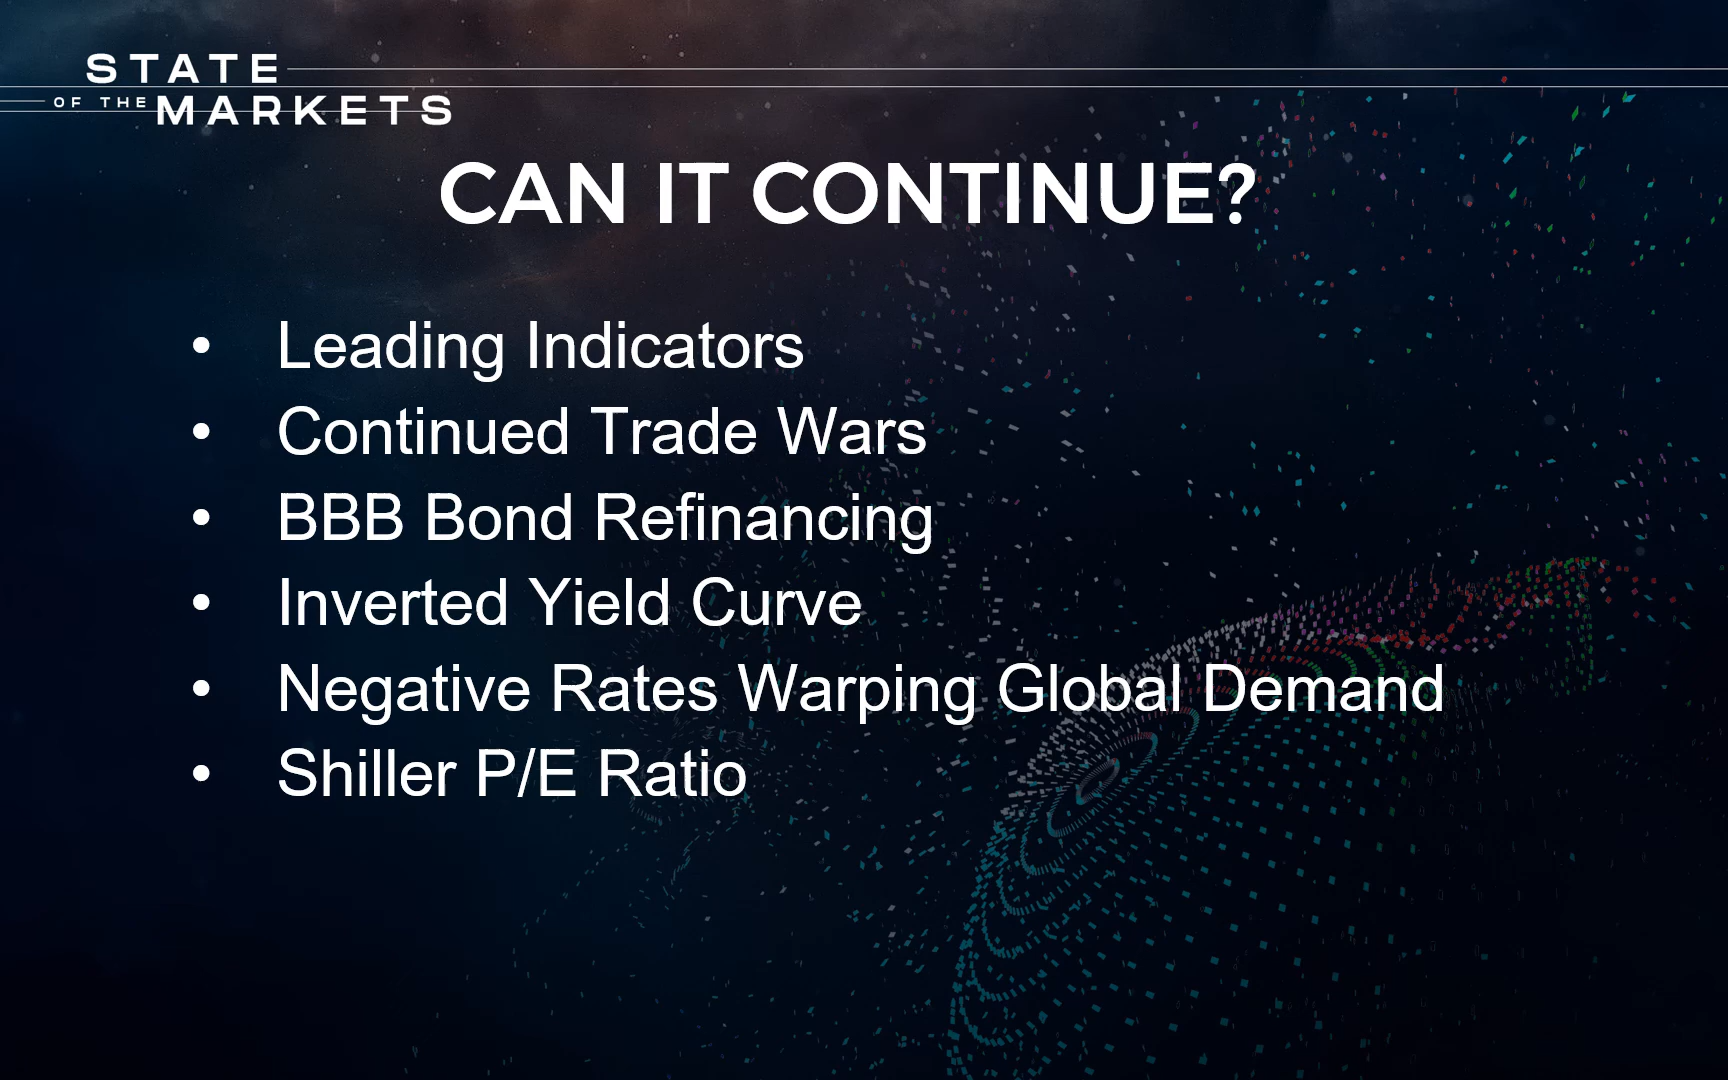 STATE
OF THE MARKETS
CAN IT CONTINUE?
• Leading Indicators
• Continued Trade Wars
• BBB Bond Refinancing
• Inverted Yield Curve
• Negative Rates Warping Global Demand
• Shiller P/E Ratio